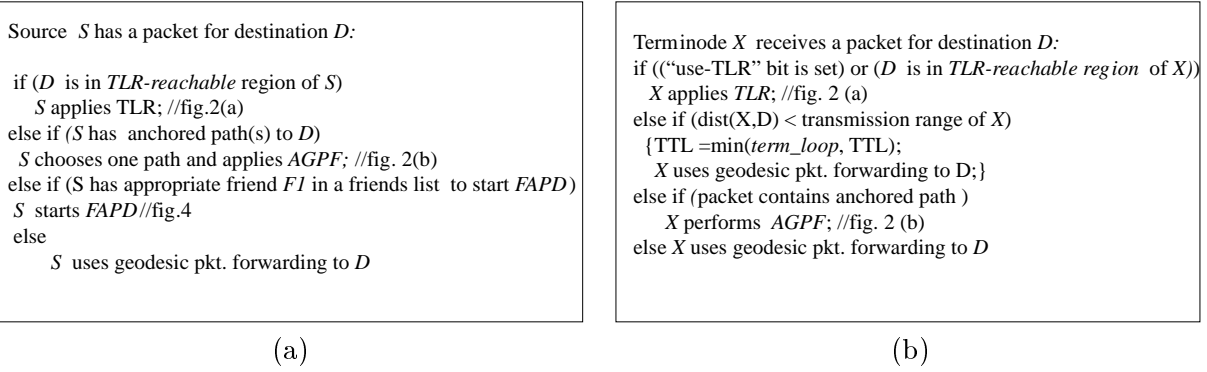 Source S has a packet for destination D:
if (D is in TLR-reachable region of S)
S applies TLR; //fig.2(a)
else if (S has anchored path(s) to D)
S chooses one path and applies AGPF; //fig. 2(b)
else if (S has appropriate friend F1 in a friends list to start FAPD)
S starts FAPD//fig.4
else
S uses geodesic pkt. forwarding to D
(a)
Terminode X receives a packet for destination D:
if (("use-TLR" bit is set) or (D is in TLR-reachable region of X))
X applies TLR; //fig. 2 (a)
else if (dist(X,D) < transmission range of X)
{TTL =min(term_loop, TTL);
X uses geodesic pkt. forwarding to D;}
else if (packet contains anchored path )
X performs AGPF; //fig. 2 (b)
else X uses geodesic pkt. forwarding to D
(b)